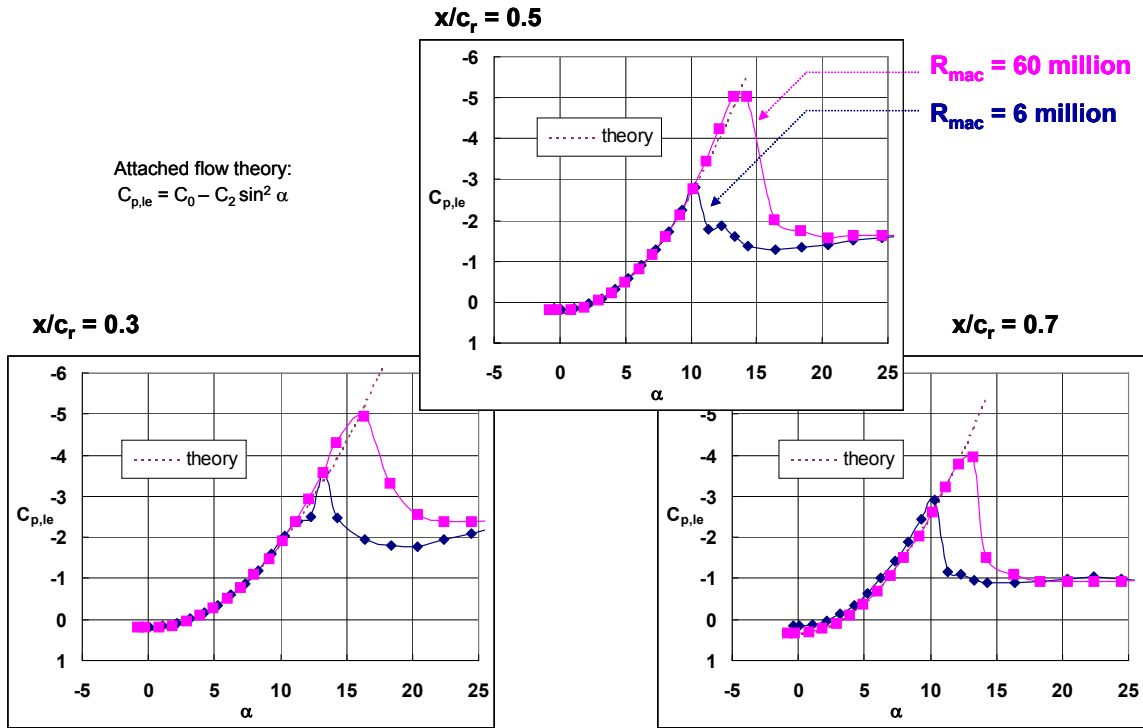 x/cr = 0.5
-6
-5
-4
-3
-2
-1
0
1
Cp,le
theory
-5 0 5 10 15 20 25
α
Rmac = 60 million
Rmac = 6 million
Attached flow theory:
Cp,le = C0 – C2 sin² α
x/cr = 0.3
-6
-5
-4
-3
-2
-1
0
1
Cp,le
theory
-5 0 5 10 15 20 25
α
x/cr = 0.7
-5
-4
-3
-2
-1
0
1
Cp,le
theory
-5 0 5 10 15 20 25
α